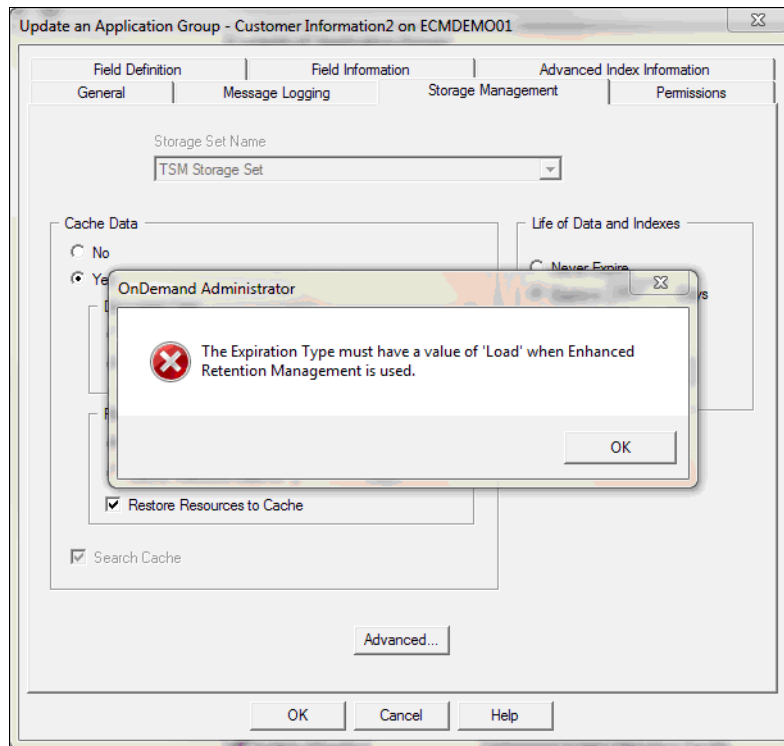 Update an Application Group - Customer Information2 on ECMDEMO01
Field Definition
Field Information
Advanced Index Information
General
Message Logging
Storage Management
Permissions
Storage Set Name
TSM Storage Set
Cache Data
Life of Data and Indexes
No
Never Expire
OnDemand Administrator
The Expiration Type must have a value of 'Load' when Enhanced
Retention Management is used.
OK
Restore Resources to Cache
Search Cache
Advanced...
OK
Cancel
Help